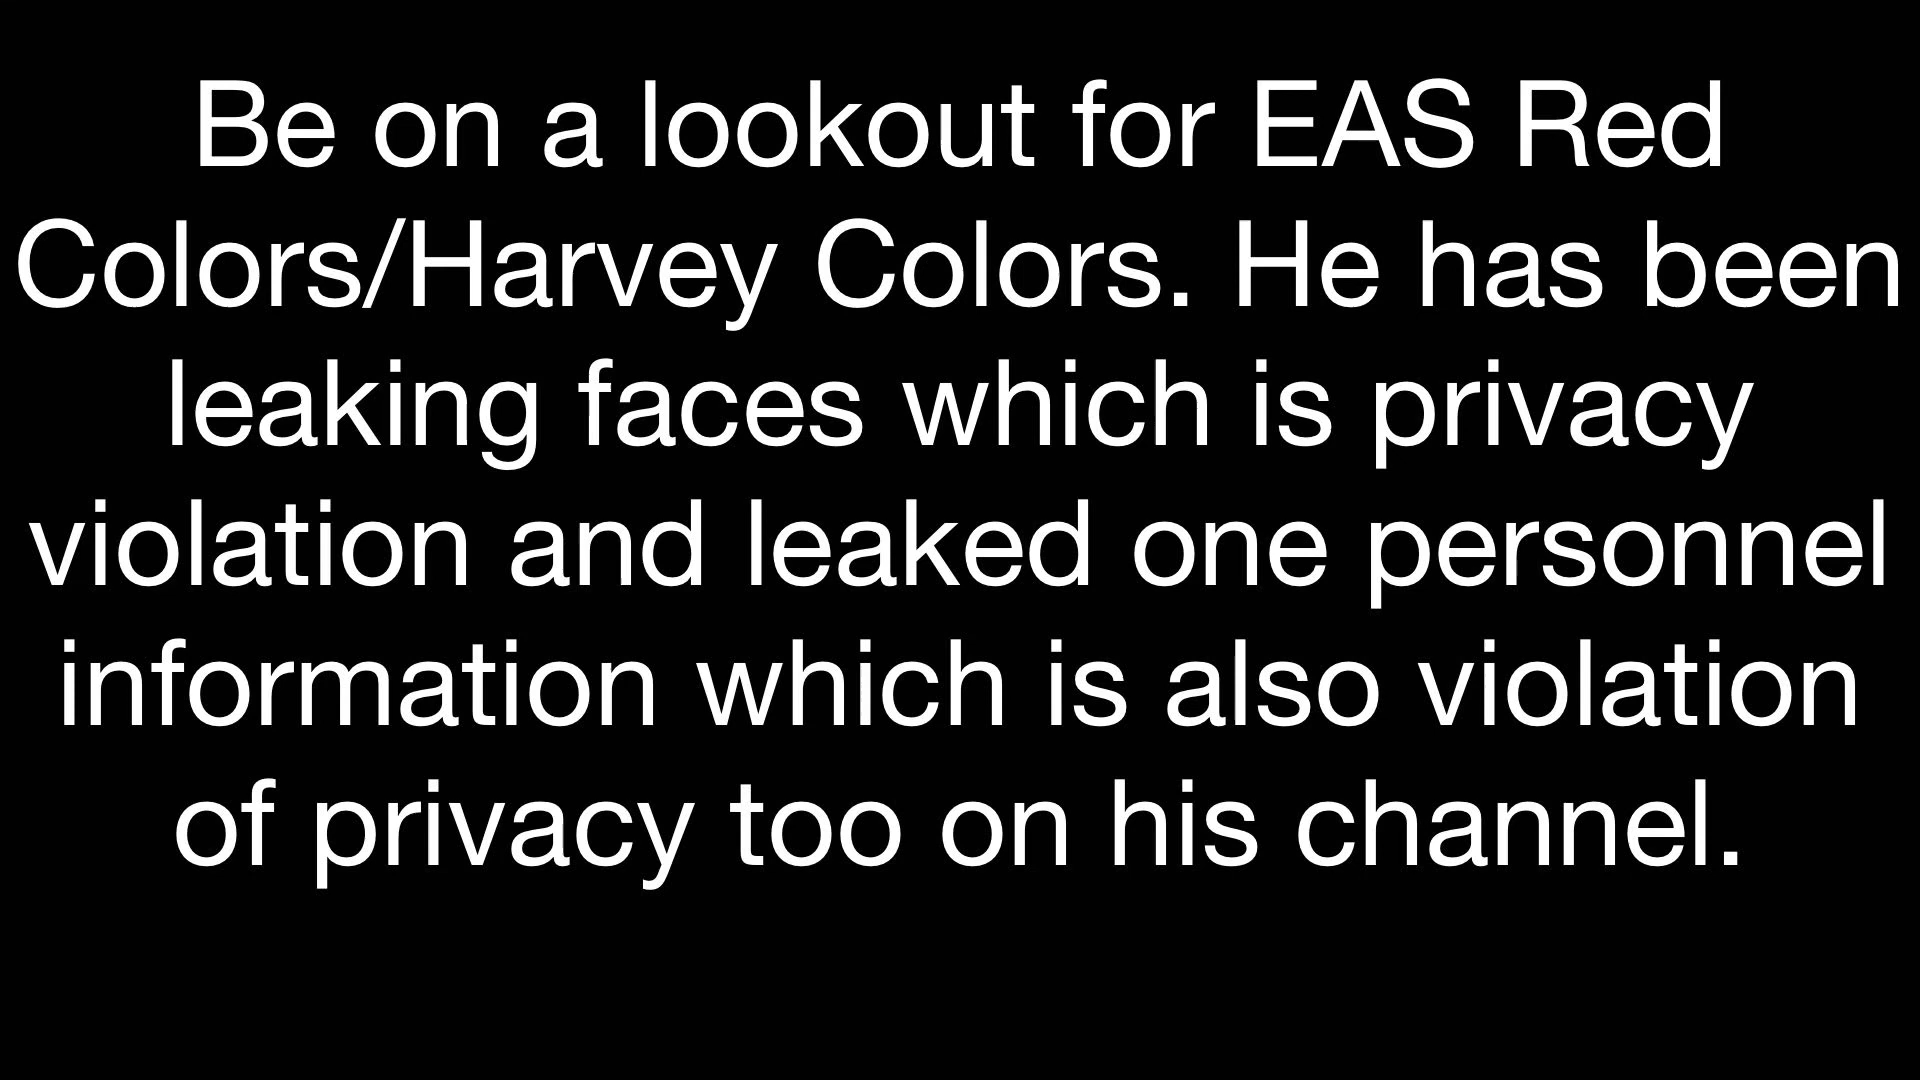 Be on a lookout for EAS Red
Colors/Harvey Colors. He has been
leaking faces which is privacy
violation and leaked one personnel
information which is also violation
of privacy too on his channel.